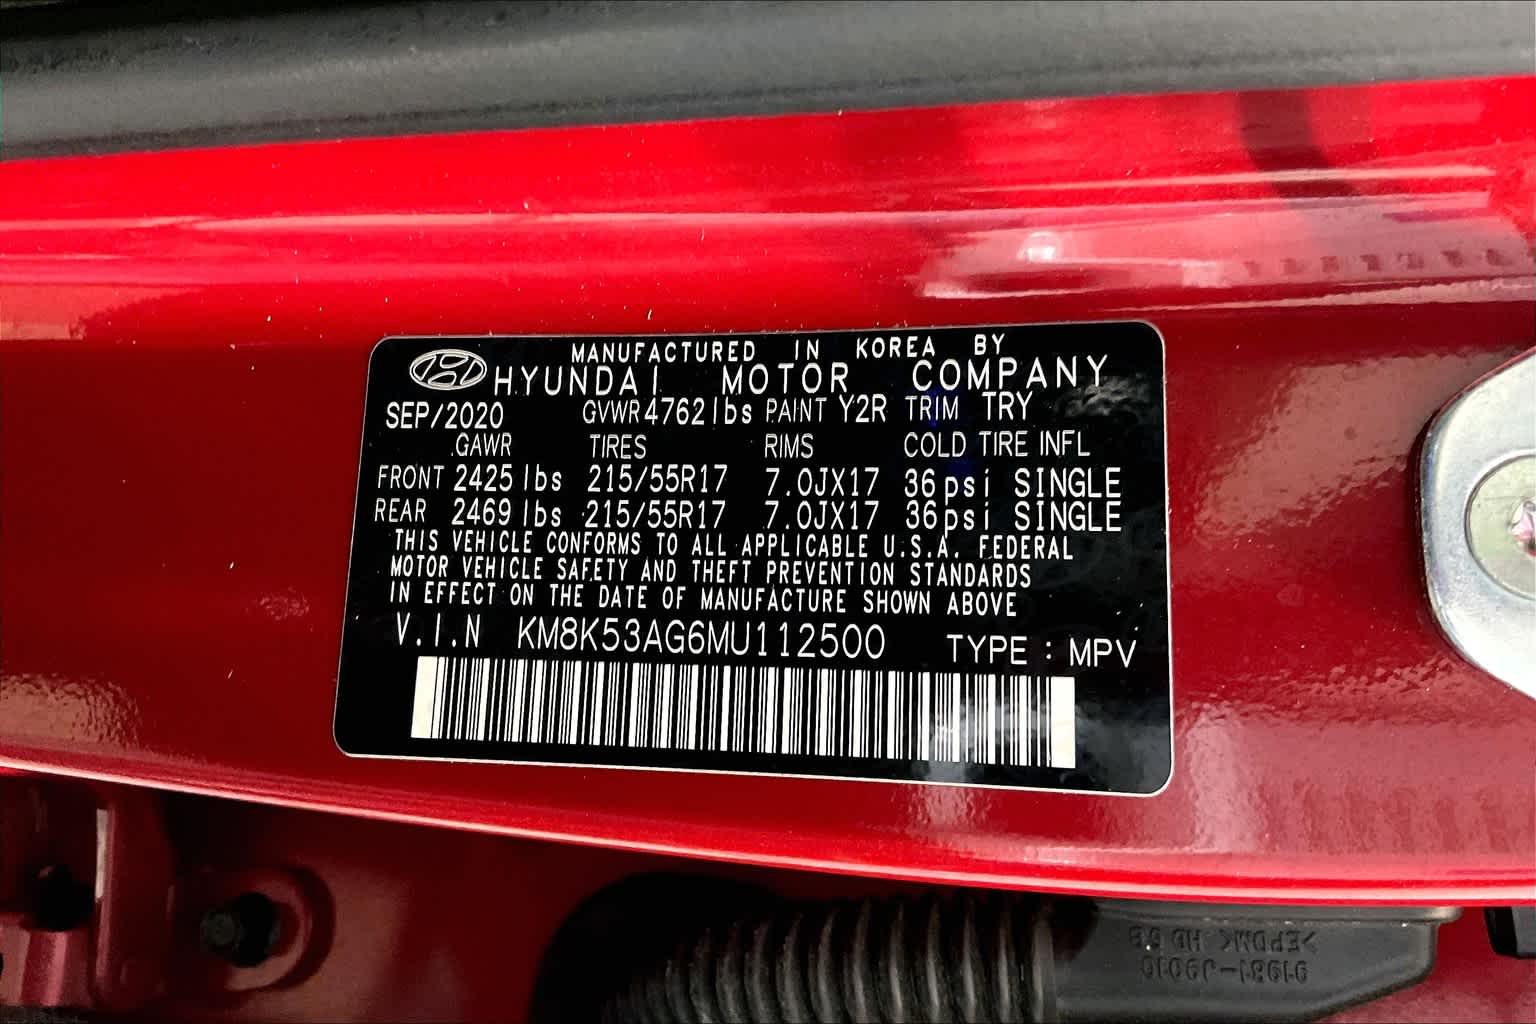 MANUFACTURED IN KOREA BY
HYUNDAI MOTOR COMPANY
SEP/2020 GVWR 4762lbs PAINT Y2R TRIM TRY
GAWR TIRES RIMS COLD TIRE INFL
FRONT 2425lbs 215/55R17 7.0JX17 36psi SINGLE
REAR 2469lbs 215/55R17 7.0JX17 36psi SINGLE
THIS VEHICLE CONFORMS TO ALL APPLICABLE U.S.A. FEDERAL
MOTOR VEHICLE SAFETY AND THEFT PREVENTION STANDARDS
IN EFFECT ON THE DATE OF MANUFACTURE SHOWN ABOVE
V.I.N KM8K53AG6MU112500 TYPE : MPV
91981-J9010